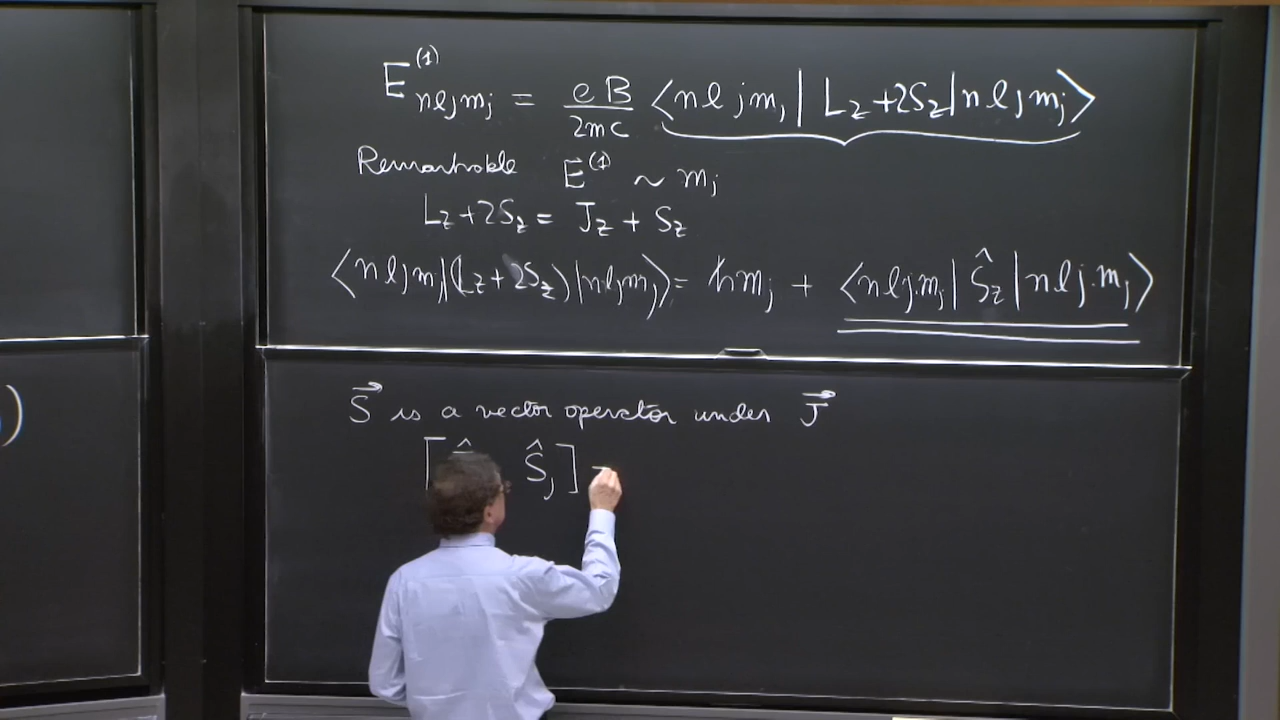 E^{(1)}_{nljm_j} = \frac{eB}{2mc} ⟨nljm_j| L_z+2S_z |nljm_j⟩
Remarkable E^{(1)} ~ m_j
L_z+2S_z = J_z + S_z
⟨nljm_j|(L_z+2S_z)|nljm_j⟩ = ℏm_j + ⟨nljm_j| Ŝ_z |nljm_j⟩
)
S⃗ is a vector operator under J⃗
[ Ŝ_j ]